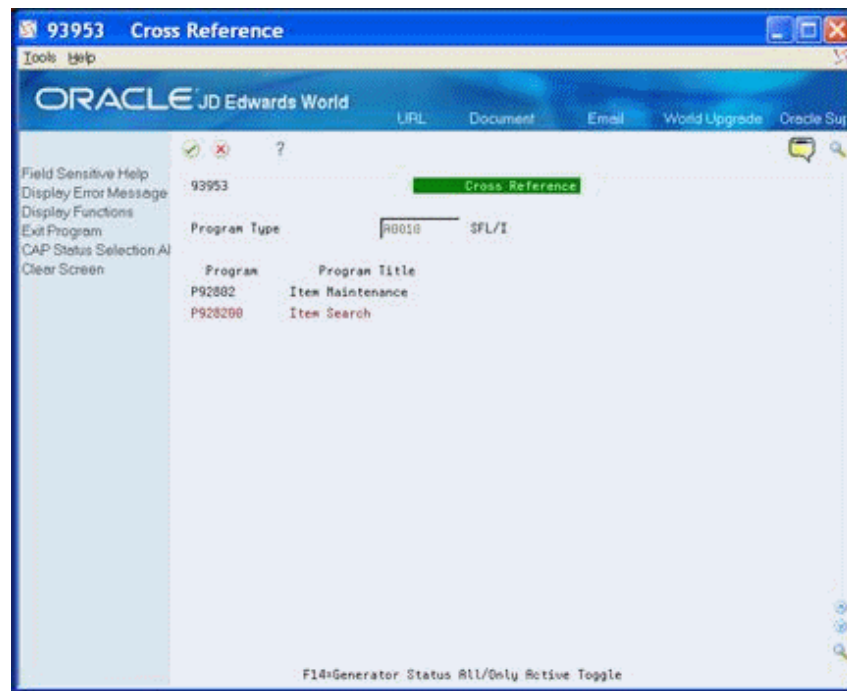 93953 Cross Reference
Tools Help
ORACLE JD Edwards World
URL Document Email World Upgrade Oracle Sup
?
Field Sensitive Help
Display Error Message
Display Functions
Exit Program
CAP Status Selection Al
Clear Screen
93953 Cross Reference
Program Type A0010 SFL/I
Program Program Title
P92802 Item Maintenance
P928200 Item Search
F14=Generator Status All/Only Active Toggle